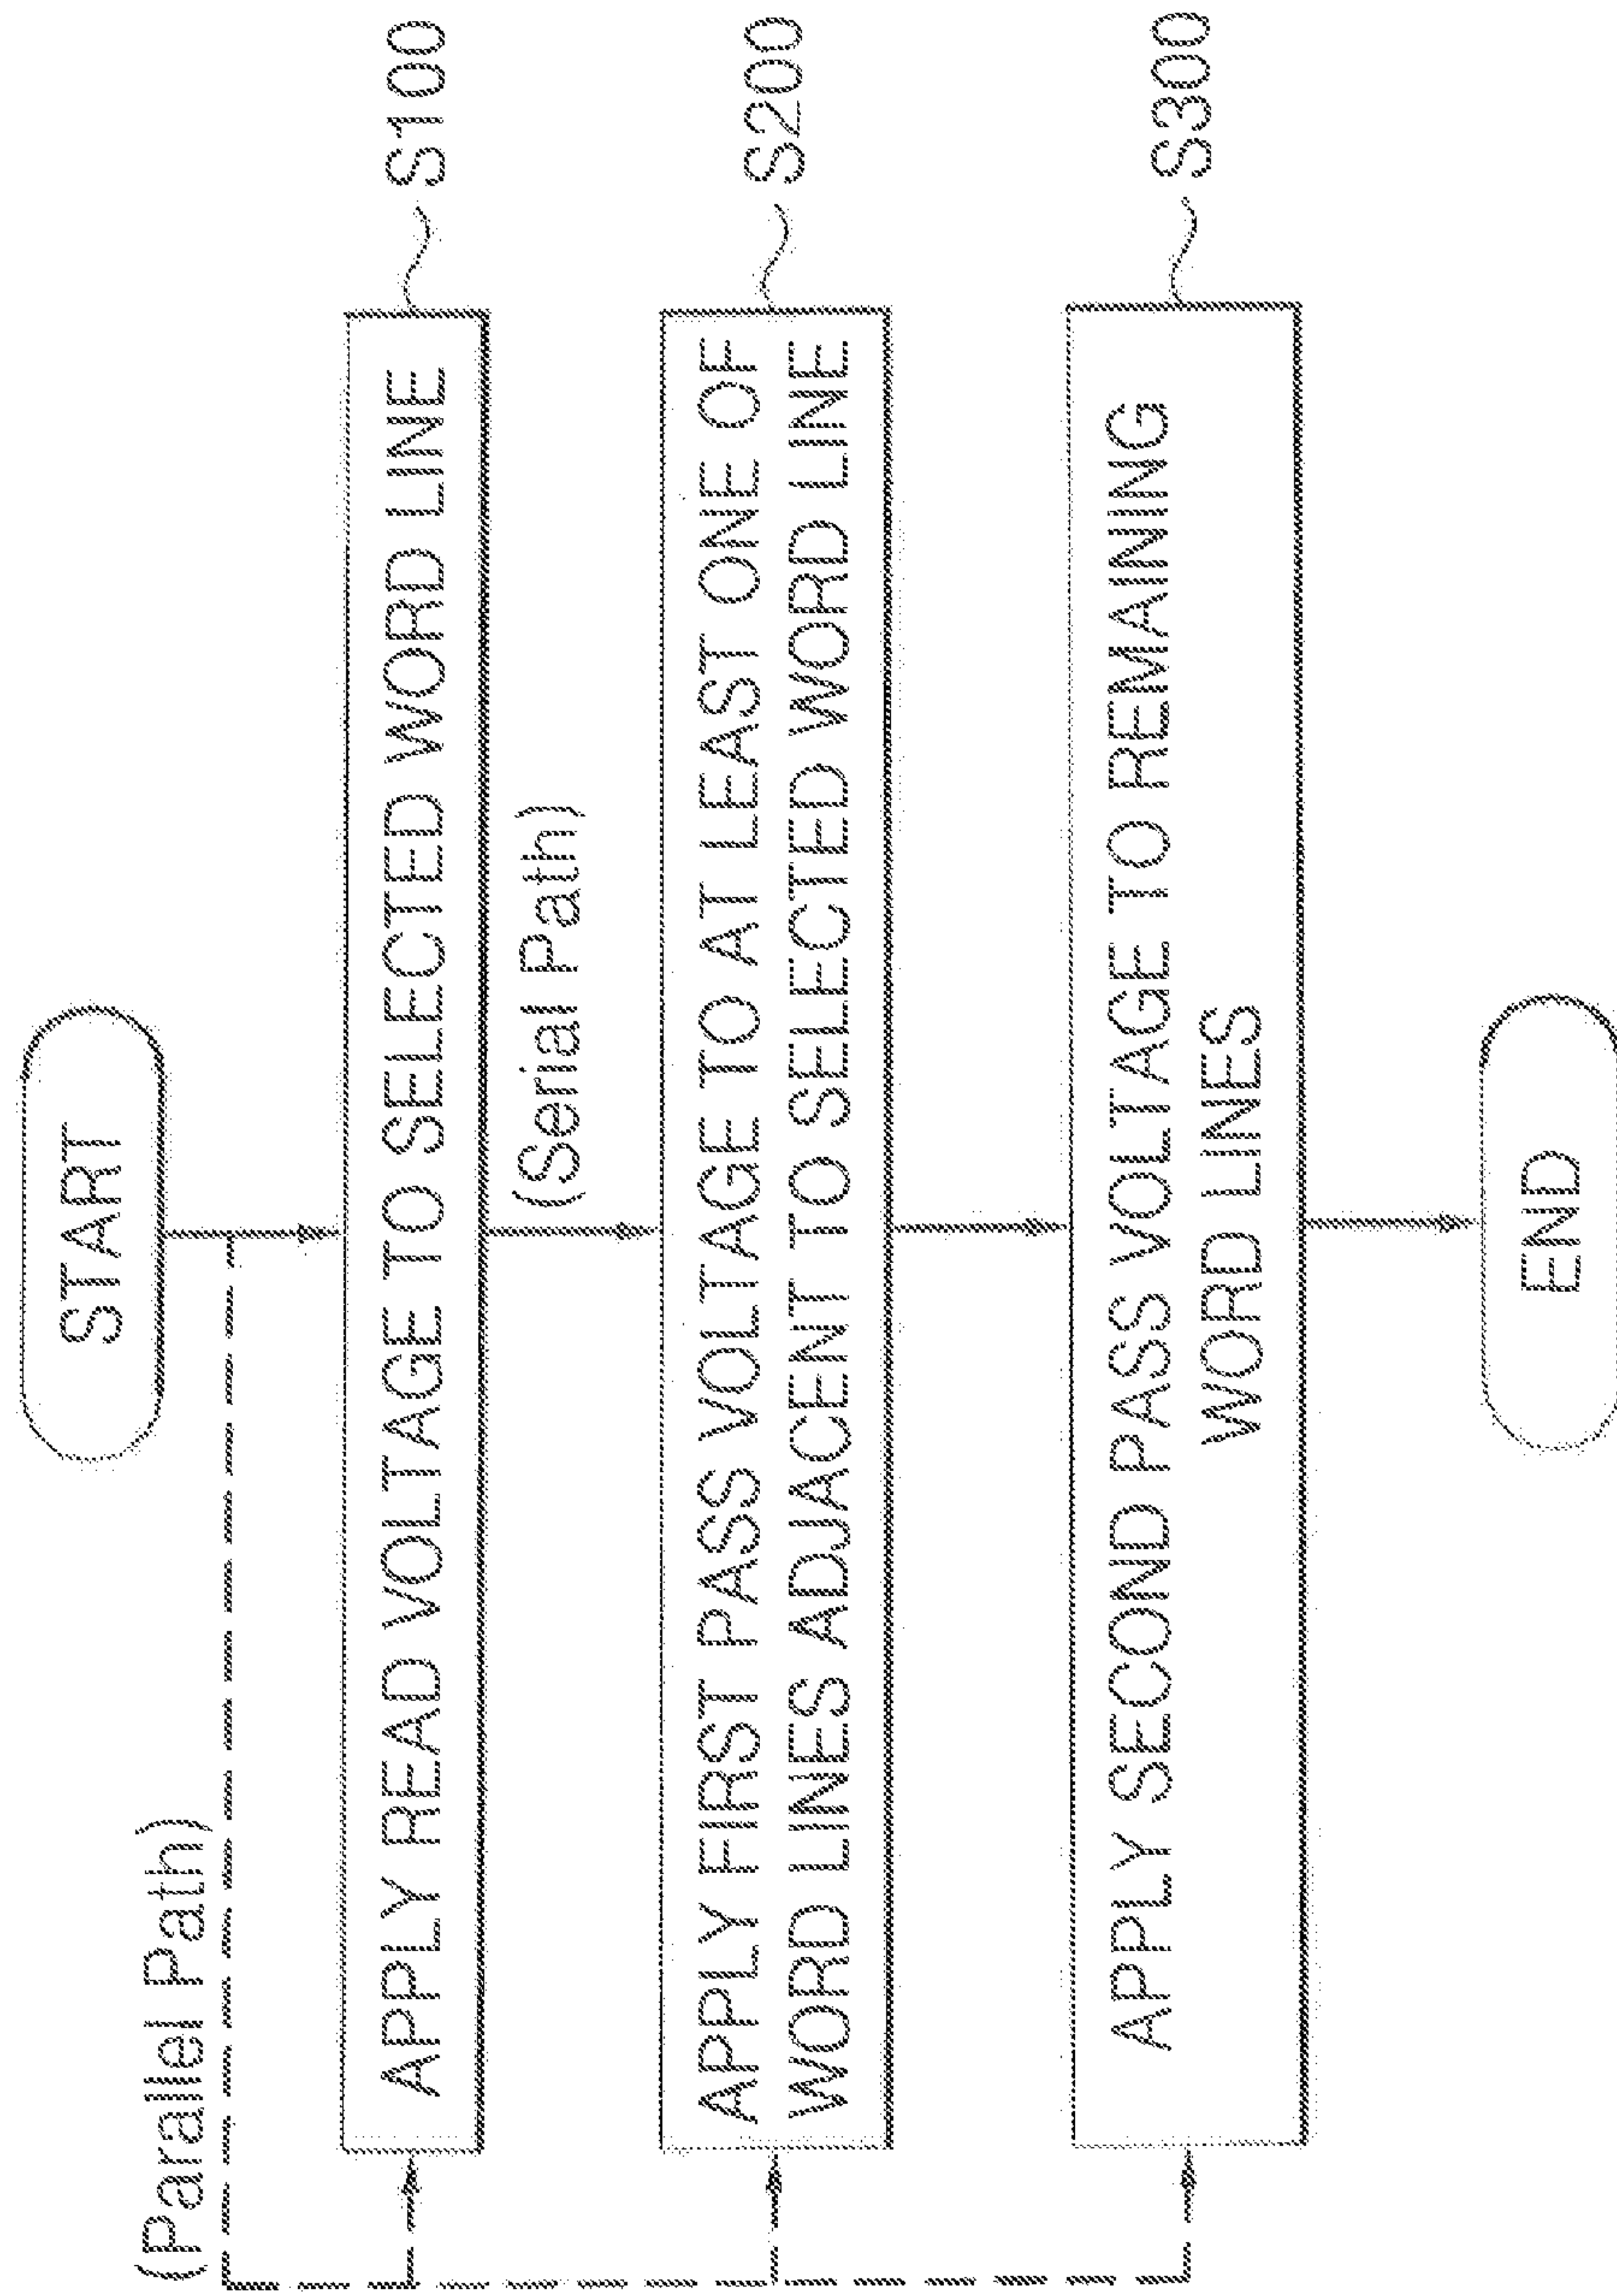 START
(Parallel Path)
APPLY READ VOLTAGE TO SELECTED WORD LINE
S100
(Serial Path)
APPLY FIRST PASS VOLTAGE TO AT LEAST ONE OF
WORD LINES ADJACENT TO SELECTED WORD LINE
S200
APPLY SECOND PASS VOLTAGE TO REMAINING
WORD LINES
S300
END